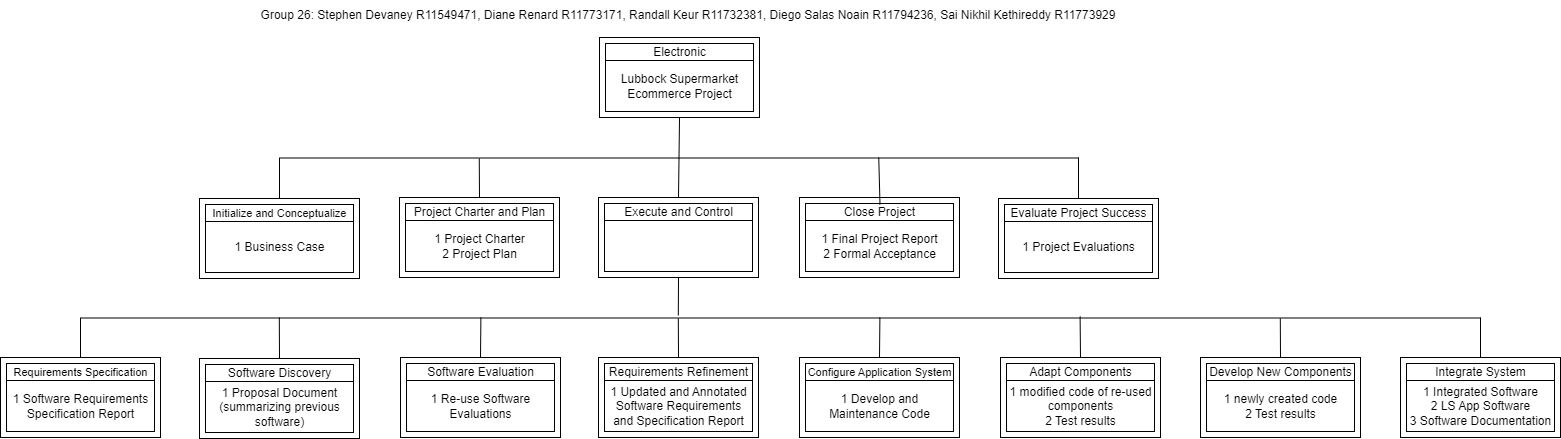 Group 26: Stephen Devaney R11549471, Diane Renard R11773171, Randall Keur R11732381, Diego Salas Noain R11794236, Sai Nikhil Kethireddy R11773929
Electronic
Lubbock Supermarket
Ecommerce Project
Initialize and Conceptualize
1 Business Case
Project Charter and Plan
1 Project Charter
2 Project Plan
Execute and Control
Close Project
1 Final Project Report
2 Formal Acceptance
Evaluate Project Success
1 Project Evaluations
Requirements Specification
1 Software Requirements
Specification Report
Software Discovery
1 Proposal Document
(summarizing previous
software)
Software Evaluation
1 Re-use Software
Evaluations
Requirements Refinement
1 Updated and Annotated
Software Requirements
and Specification Report
Configure Application System
1 Develop and
Maintenance Code
Adapt Components
1 modified code of re-used
components
2 Test results
Develop New Components
1 newly created code
2 Test results
Integrate System
1 Integrated Software
2 LS App Software
3 Software Documentation